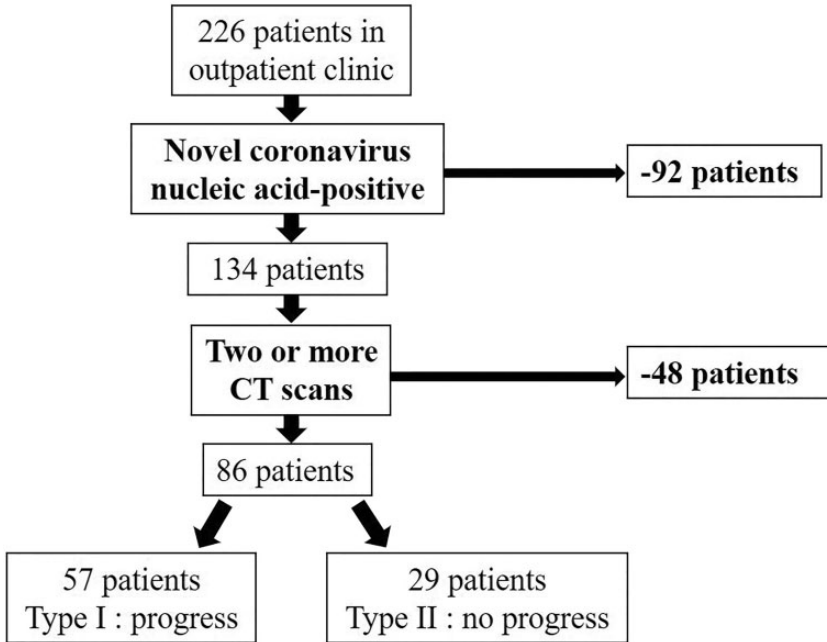 226 patients in
outpatient clinic
Novel coronavirus
nucleic acid-positive
-92 patients
134 patients
Two or more
CT scans
-48 patients
86 patients
57 patients
Type I : progress
29 patients
Type II : no progress